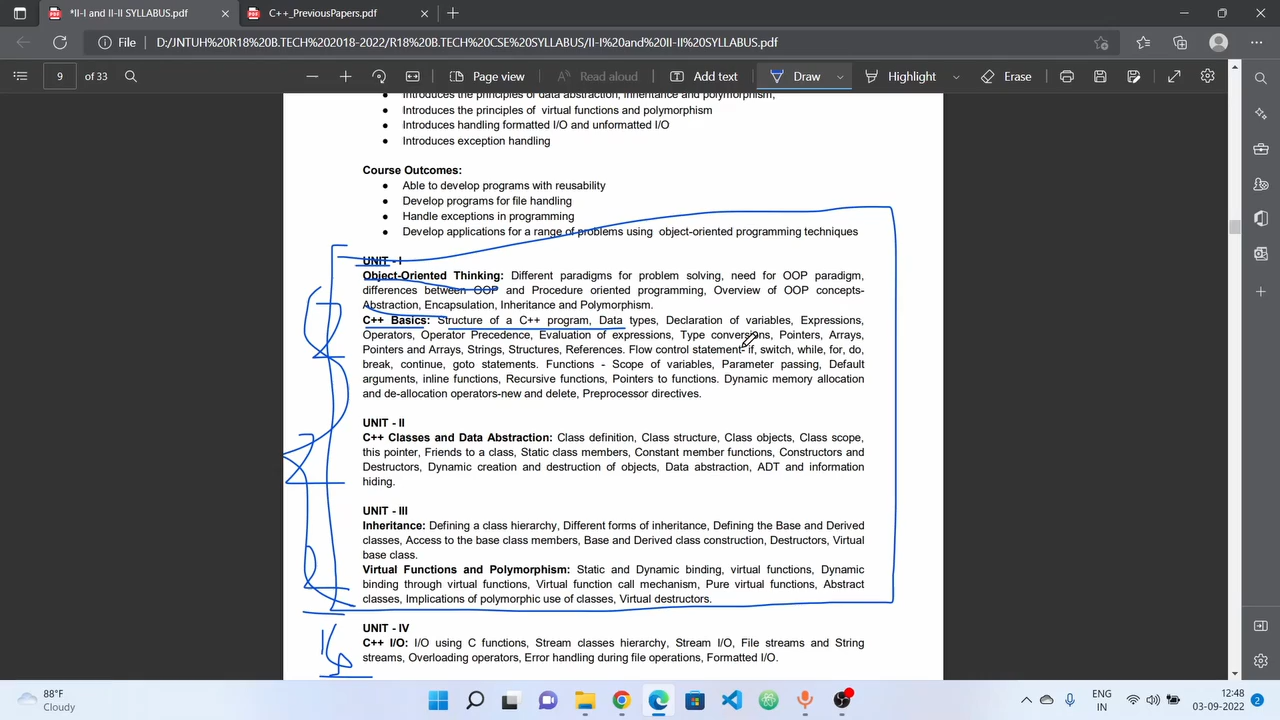 *II-I and II-II SYLLABUS.pdf
C++_PreviousPapers.pdf
File
D:/JNTUH%20R18%20B.TECH%202018-2022/R18%20B.TECH%20CSE%20SYLLABUS/II-I%20and%20II-II%20SYLLABUS.pdf
9 of 33
Page view
Read aloud
Add text
Draw
Highlight
Erase
• Introduces the principles of data abstraction, inheritance and polymorphism;
• Introduces the principles of virtual functions and polymorphism
• Introduces handling formatted I/O and unformatted I/O
• Introduces exception handling
Course Outcomes:
• Able to develop programs with reusability
• Develop programs for file handling
• Handle exceptions in programming
• Develop applications for a range of problems using object-oriented programming techniques
UNIT - I
Object-Oriented Thinking: Different paradigms for problem solving, need for OOP paradigm,
differences between OOP and Procedure oriented programming, Overview of OOP concepts-
Abstraction, Encapsulation, Inheritance and Polymorphism.
C++ Basics: Structure of a C++ program, Data types, Declaration of variables, Expressions,
Operators, Operator Precedence, Evaluation of expressions, Type conversions, Pointers, Arrays,
Pointers and Arrays, Strings, Structures, References. Flow control statement- if, switch, while, for, do,
break, continue, goto statements. Functions - Scope of variables, Parameter passing, Default
arguments, inline functions, Recursive functions, Pointers to functions. Dynamic memory allocation
and de-allocation operators-new and delete, Preprocessor directives.
UNIT - II
C++ Classes and Data Abstraction: Class definition, Class structure, Class objects, Class scope,
this pointer, Friends to a class, Static class members, Constant member functions, Constructors and
Destructors, Dynamic creation and destruction of objects, Data abstraction, ADT and information
hiding.
UNIT - III
Inheritance: Defining a class hierarchy, Different forms of inheritance, Defining the Base and Derived
classes, Access to the base class members, Base and Derived class construction, Destructors, Virtual
base class.
Virtual Functions and Polymorphism: Static and Dynamic binding, virtual functions, Dynamic
binding through virtual functions, Virtual function call mechanism, Pure virtual functions, Abstract
classes, Implications of polymorphic use of classes, Virtual destructors.
UNIT - IV
C++ I/O: I/O using C functions, Stream classes hierarchy, Stream I/O, File streams and String
streams, Overloading operators, Error handling during file operations, Formatted I/O.
88°F
Cloudy
ENG
IN
12:48
03-09-2022
2